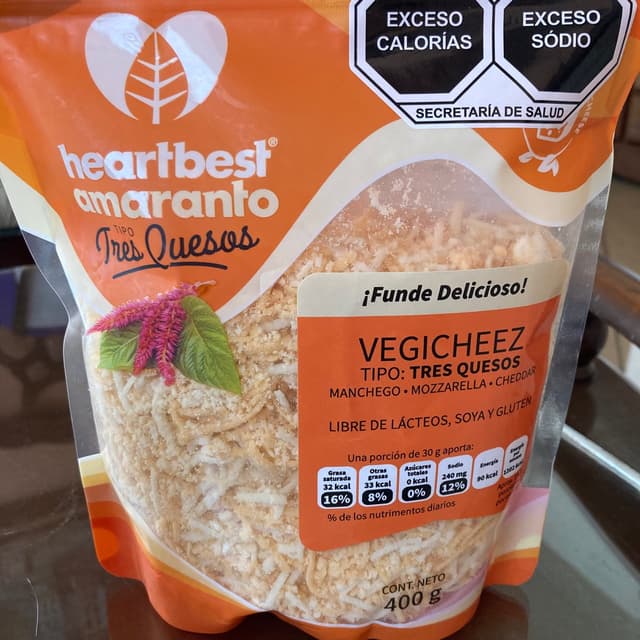 EXCESO
CALORÍAS
EXCESO
SÓDIO
SECRETARÍA DE SALUD
heartbest®
amaranto
TIPO
Tres Quesos
¡Funde Delicioso!
VEGICHEEZ
TIPO: TRES QUESOS
MANCHEGO • MOZZARELLA • CHEDDAR
LIBRE DE LÁCTEOS, SOYA Y GLUTEN
Una porción de 30 g aporta:
Grasa
saturada
32 kcal
16%
Otras
grasas
33 kcal
8%
Azúcares
totales
0 kcal
0%
Sodio
240 mg
12%
Energía
90 kcal
Energía
% de los nutrimentos diarios
CONT. NETO
400 g